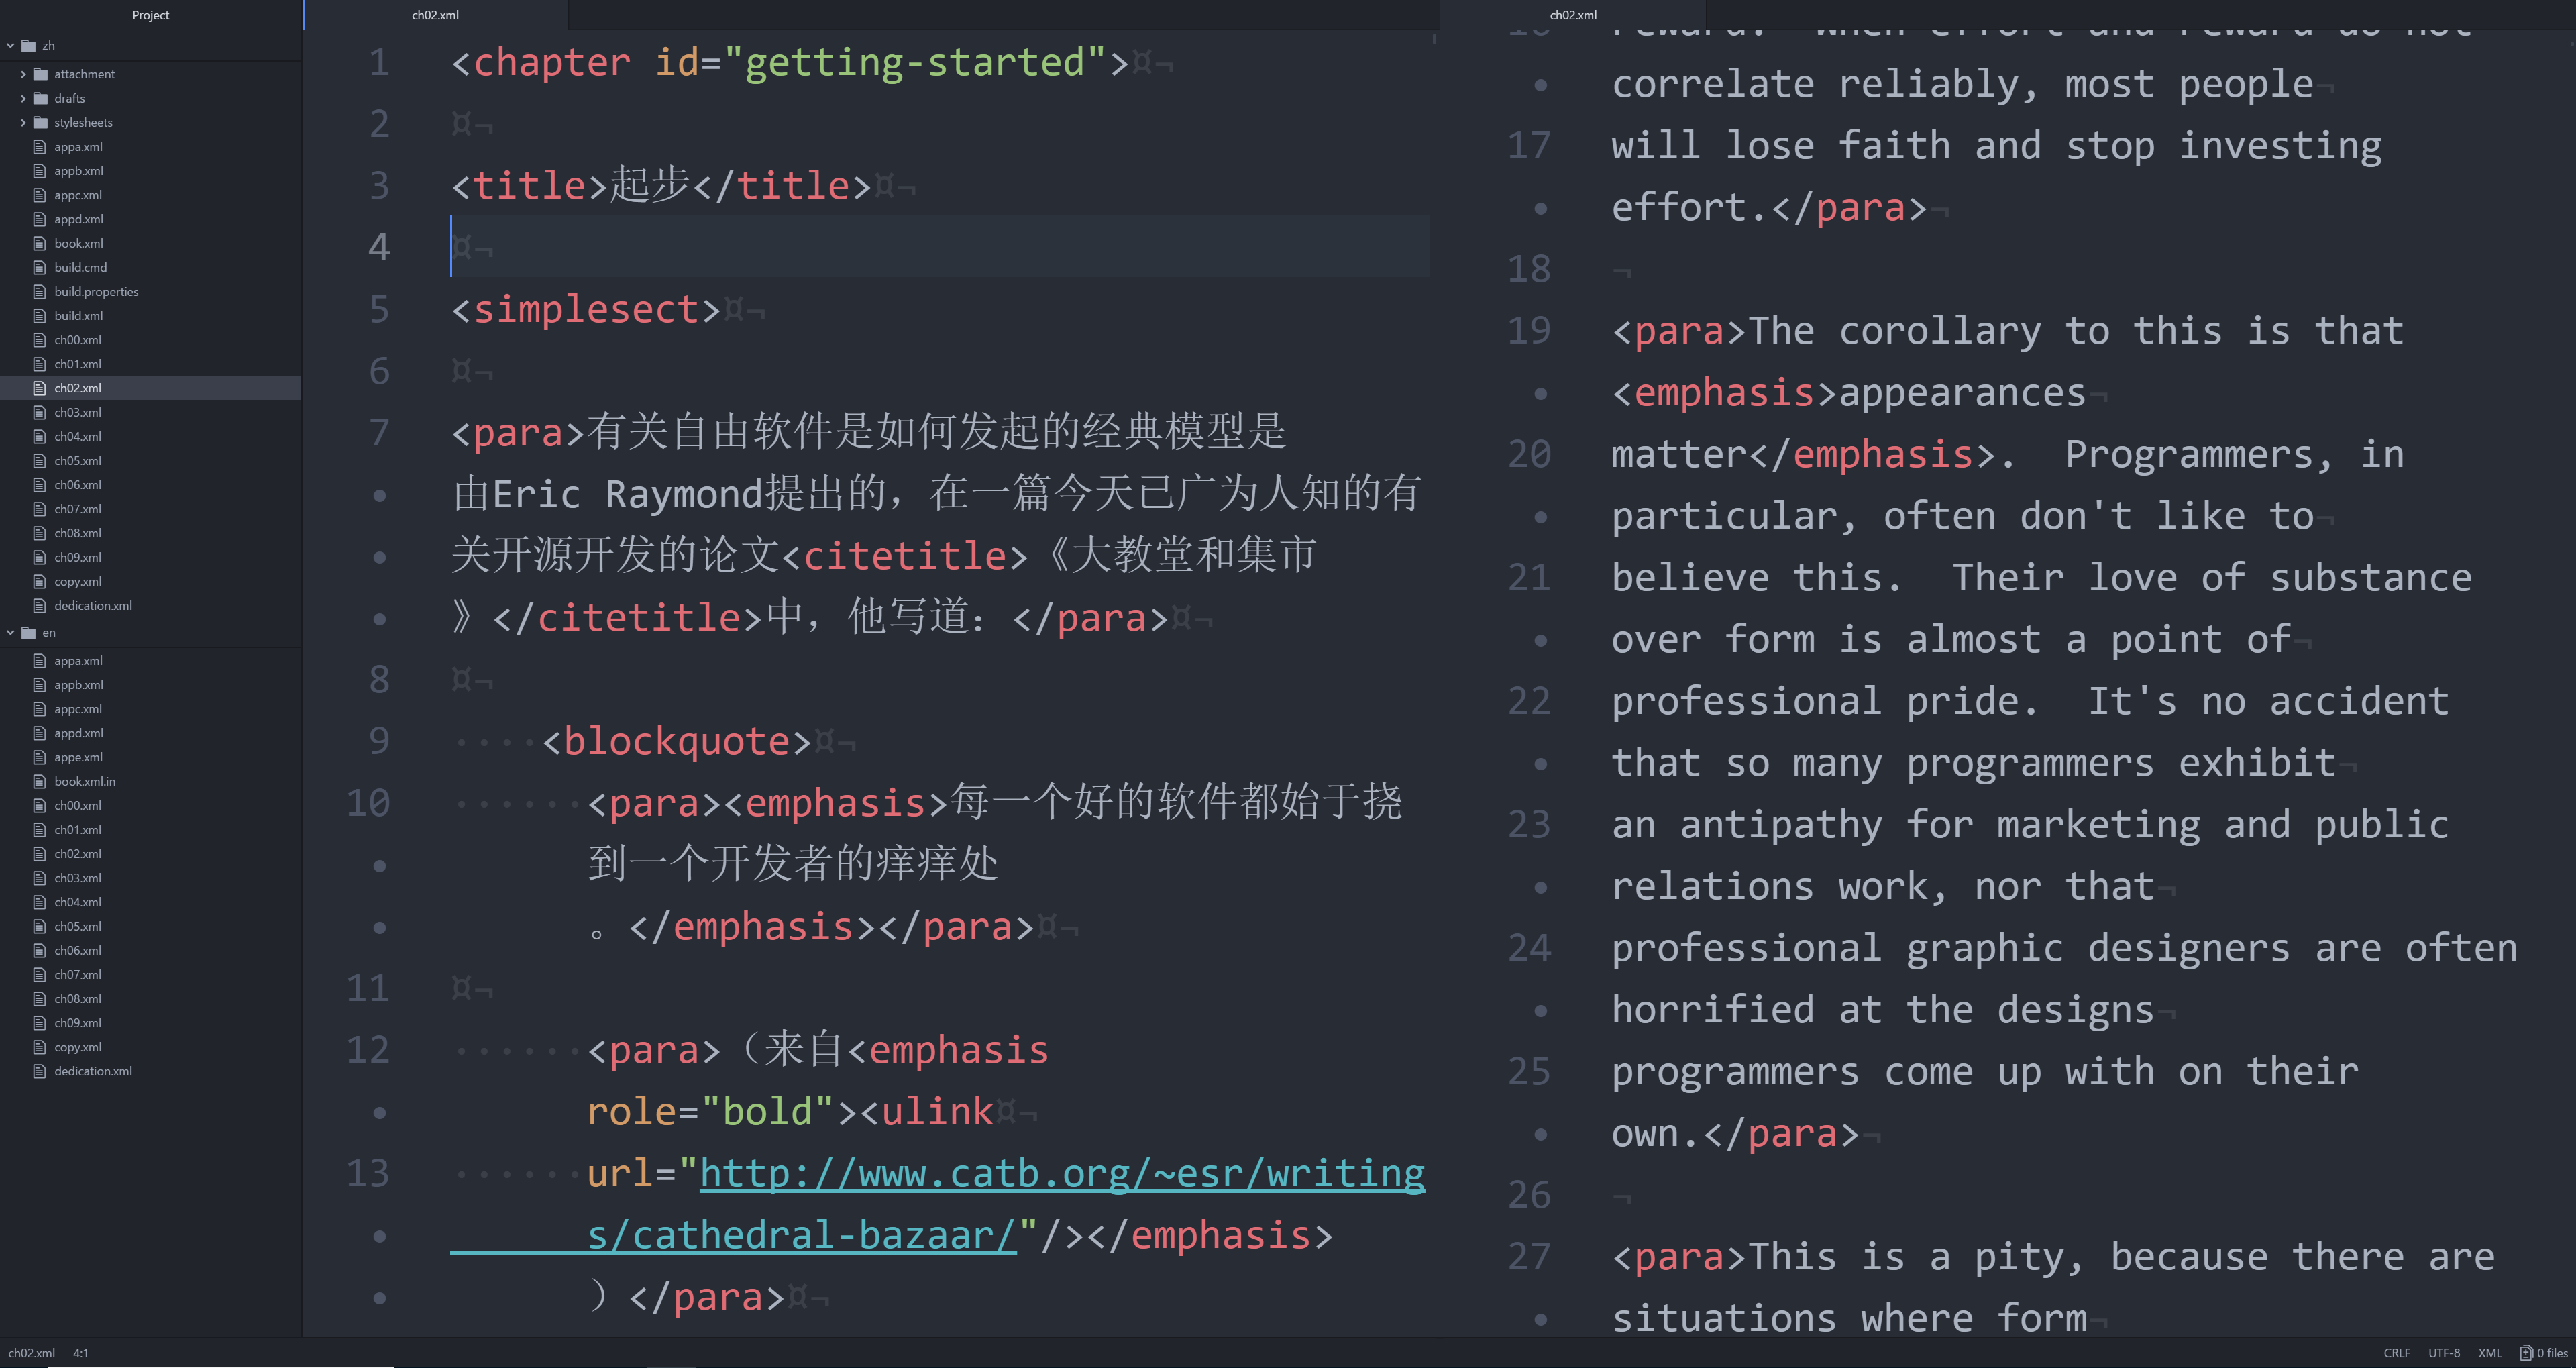 Project
zh
attachment
drafts
stylesheets
appa.xml
appb.xml
appc.xml
appd.xml
book.xml
build.cmd
build.properties
build.xml
ch00.xml
ch01.xml
ch02.xml
ch03.xml
ch04.xml
ch05.xml
ch06.xml
ch07.xml
ch08.xml
ch09.xml
copy.xml
dedication.xml
en
appa.xml
appb.xml
appc.xml
appd.xml
appe.xml
book.xml.in
ch00.xml
ch01.xml
ch02.xml
ch03.xml
ch04.xml
ch05.xml
ch06.xml
ch07.xml
ch08.xml
ch09.xml
copy.xml
dedication.xml
ch02.xml
1 <chapter id="getting-started">¤¬
2 ¤¬
3 <title>起步</title>¤¬
4 ¤¬
5 <simplesect>¤¬
6 ¤¬
7 <para>有关自由软件是如何发起的经典模型是
• 由Eric Raymond提出的，在一篇今天已广为人知的有
• 关开源开发的论文<citetitle>《大教堂和集市
• 》</citetitle>中，他写道：</para>¤¬
8 ¤¬
9 ····<blockquote>¤¬
10 ······<para><emphasis>每一个好的软件都始于挠
• 到一个开发者的痒痒处
• 。</emphasis></para>¤¬
11 ¤¬
12 ······<para>（来自<emphasis
• role="bold"><ulink¤¬
13 ······url="http://www.catb.org/~esr/writing
• s/cathedral-bazaar/"/></emphasis>
• ）</para>¤¬
ch02.xml
16 reward.  When effort and reward do not
• correlate reliably, most people¬
17 will lose faith and stop investing
• effort.</para>¬
18 ¬
19 <para>The corollary to this is that
• <emphasis>appearances¬
20 matter</emphasis>.  Programmers, in
• particular, often don't like to¬
21 believe this.  Their love of substance
• over form is almost a point of¬
22 professional pride.  It's no accident
• that so many programmers exhibit¬
23 an antipathy for marketing and public
• relations work, nor that¬
24 professional graphic designers are often
• horrified at the designs¬
25 programmers come up with on their
• own.</para>¬
26 ¬
27 <para>This is a pity, because there are
• situations where form¬
ch02.xml 4:1 CRLF UTF-8 XML 0 files